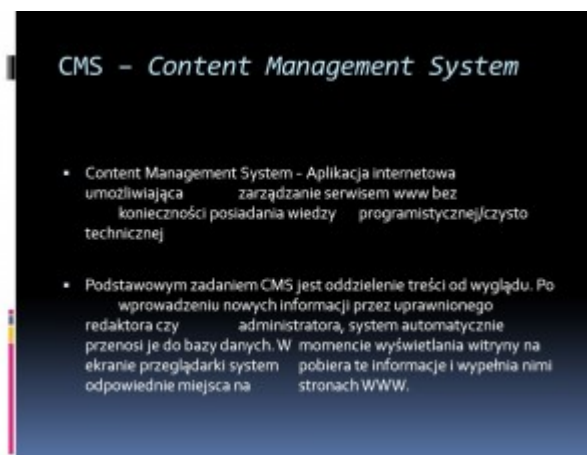 CMS – Content Management System
Content Management System - Aplikacja internetowa
umożliwiająca zarządzanie serwisem www bez
konieczności posiadania wiedzy programistycznej/czysto
technicznej
Podstawowym zadaniem CMS jest oddzielenie treści od wyglądu. Po
wprowadzeniu nowych informacji przez uprawnionego
redaktora czy administratora, system automatycznie
przenosi je do bazy danych. W momencie wyświetlania witryny na
ekranie przeglądarki system pobiera te informacje i wypełnia nimi
odpowiednie miejsca na stronach WWW.